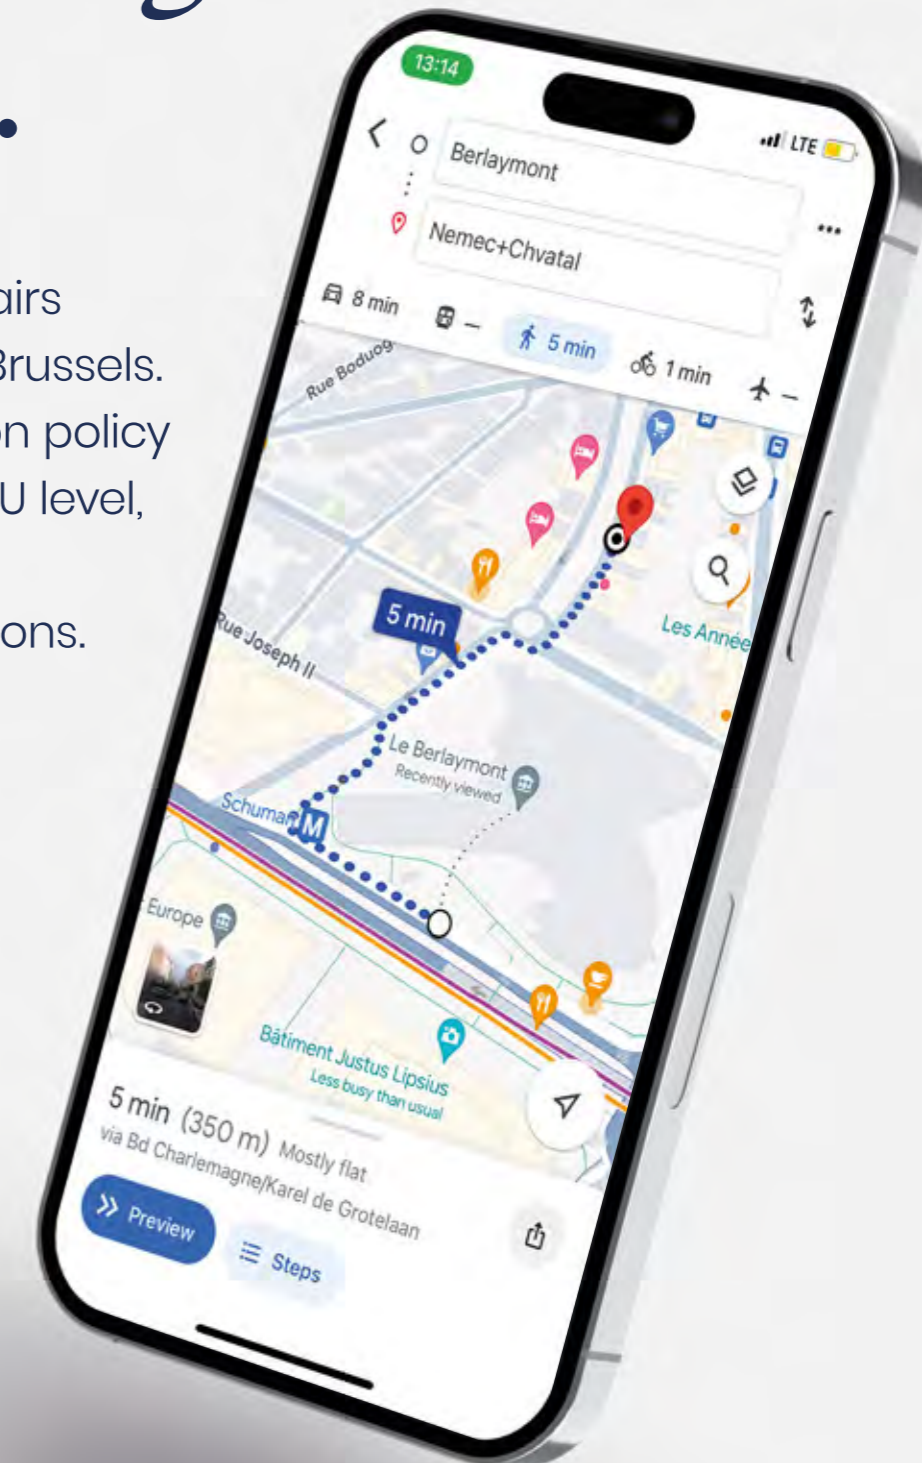 g
.
airs
Brussels.
on policy
U level,
ons.
13:14
LTE
Berlaymont
Nemec+Chvatal
8 min
–
5 min
1 min
–
Rue Boduog
5 min
Rue Joseph II
Les Année
Le Berlaymont
Recently viewed
Schuman
M
Europe
Bâtiment Justus Lipsius
Less busy than usual
5 min (350 m) Mostly flat
via Bd Charlemagne/Karel de Grotelaan
Preview
Steps